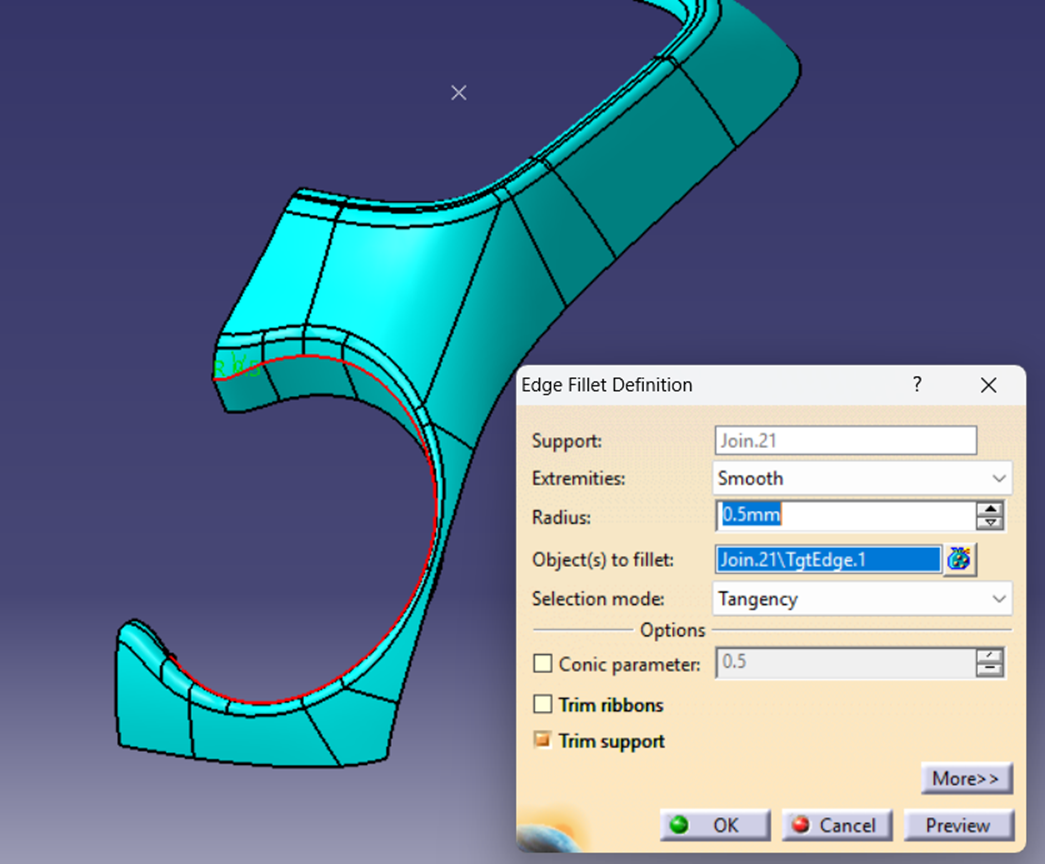 Edge Fillet Definition ? ×
Support: Join.21
Extremities: Smooth
Radius: 0.5mm
Object(s) to fillet: Join.21\TgtEdge.1
Selection mode: Tangency
Options
Conic parameter: 0.5
Trim ribbons
Trim support
More>>
OK Cancel Preview